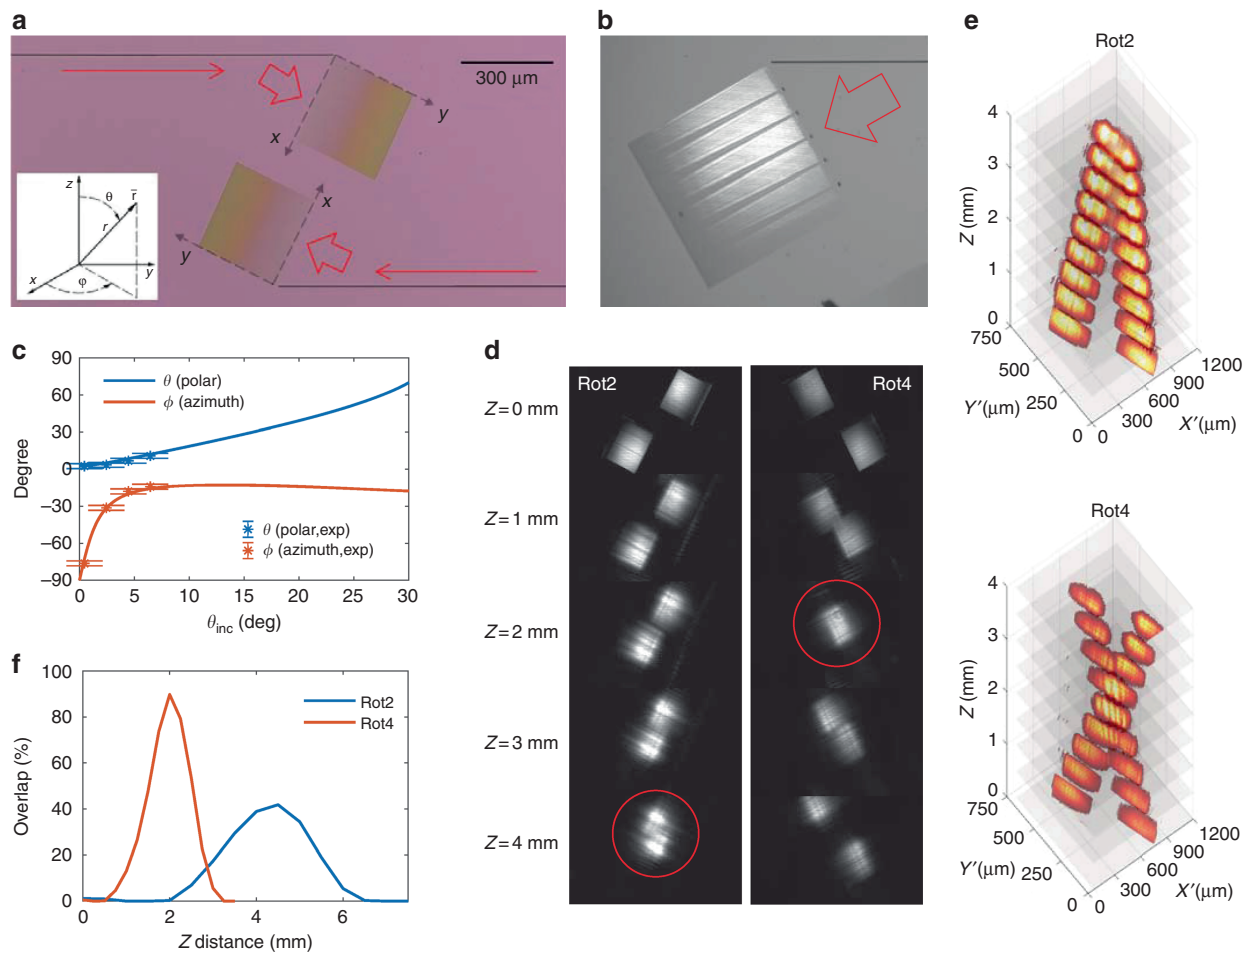 a
300 μm
y
x
x
y
z
θ
r̄
r
x
y
φ
b
c
90
60
30
0
−30
−60
−90
θ (polar)
ϕ (azimuth)
θ (polar,exp)
ϕ (azimuth,exp)
Degree
0 5 10 15 20 25 30
θinc (deg)
d
Rot2
Rot4
Z = 0 mm
Z = 1 mm
Z = 2 mm
Z = 3 mm
Z = 4 mm
e
Rot2
4
3
2
1
0
Z (mm)
750
500
250
0
Y′(μm)
0
300
600
900
1200
X′(μm)
Rot4
4
3
2
1
0
Z (mm)
750
500
250
0
Y′(μm)
0
300
600
900
1200
X′(μm)
f
100
80
60
40
20
0
Overlap (%)
Rot2
Rot4
0 2 4 6
Z distance (mm)